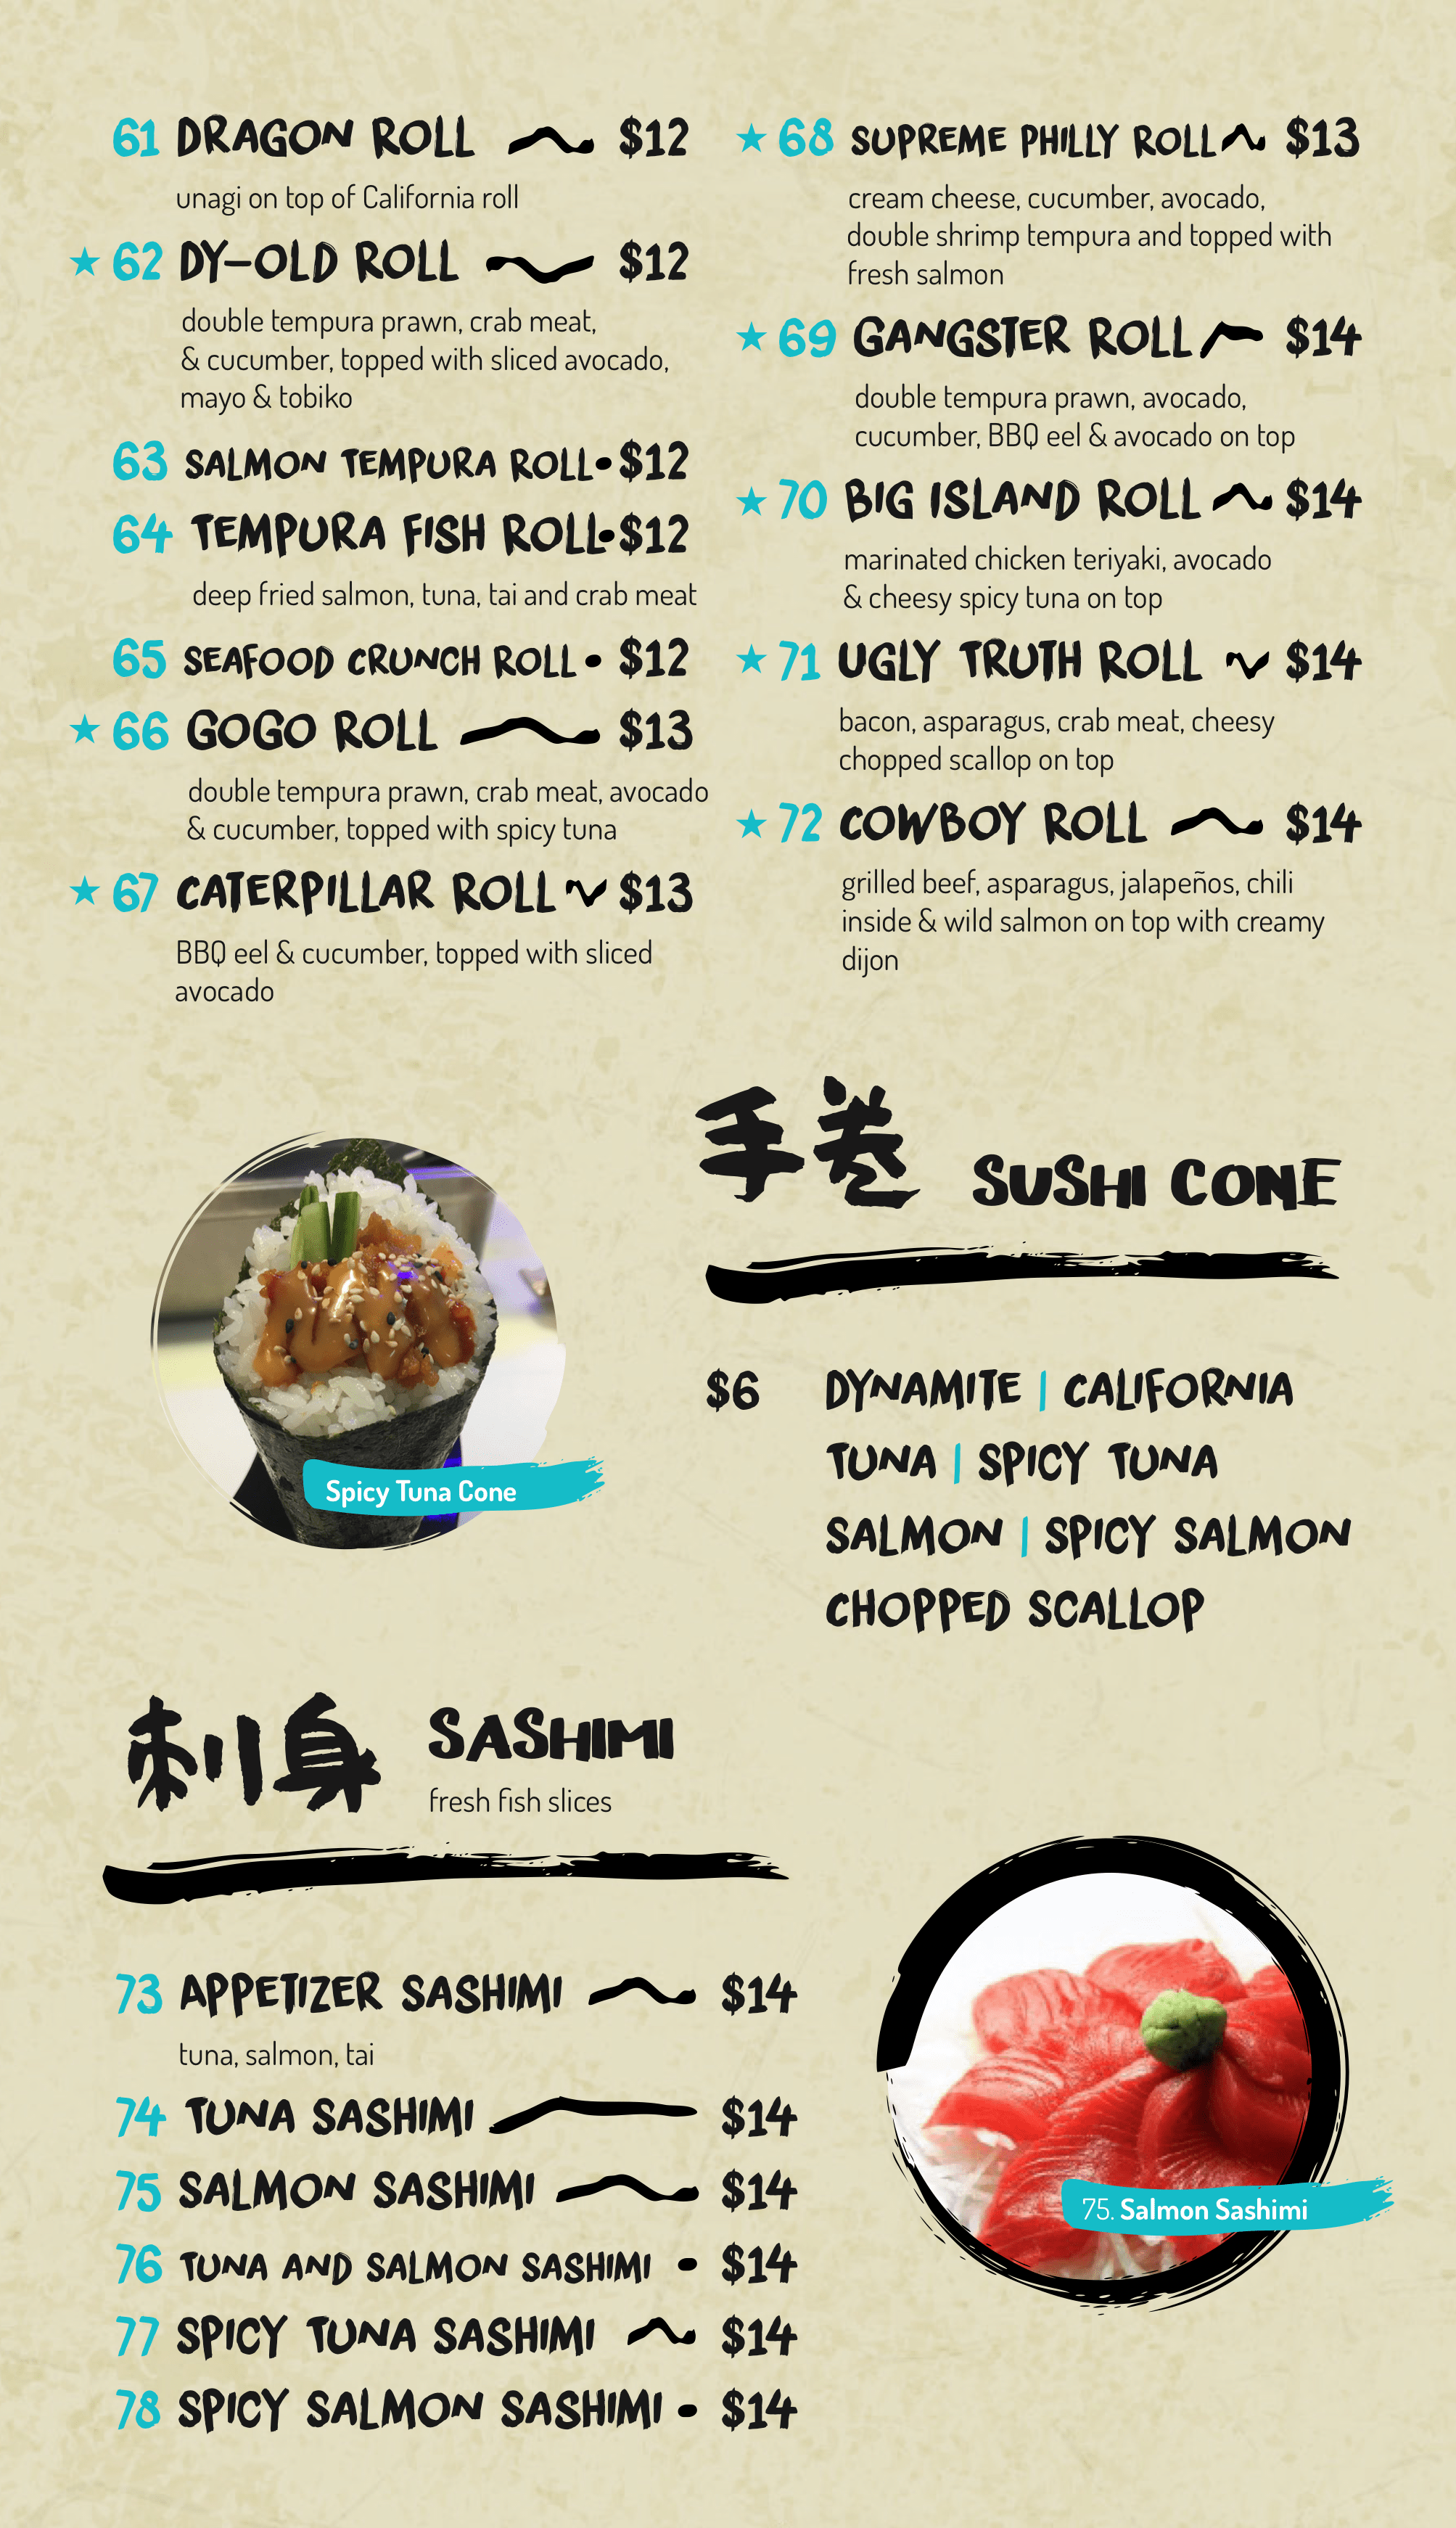 61 DRAGON ROLL $12
unagi on top of California roll
★ 62 DY-OLD ROLL $12
double tempura prawn, crab meat,
& cucumber, topped with sliced avocado,
mayo & tobiko
63 SALMON TEMPURA ROLL $12
64 TEMPURA FISH ROLL $12
deep fried salmon, tuna, tai and crab meat
65 SEAFOOD CRUNCH ROLL $12
★ 66 GOGO ROLL $13
double tempura prawn, crab meat, avocado
& cucumber, topped with spicy tuna
★ 67 CATERPILLAR ROLL $13
BBQ eel & cucumber, topped with sliced
avocado
★ 68 SUPREME PHILLY ROLL $13
cream cheese, cucumber, avocado,
double shrimp tempura and topped with
fresh salmon
★ 69 GANGSTER ROLL $14
double tempura prawn, avocado,
cucumber, BBQ eel & avocado on top
★ 70 BIG ISLAND ROLL $14
marinated chicken teriyaki, avocado
& cheesy spicy tuna on top
★ 71 UGLY TRUTH ROLL $14
bacon, asparagus, crab meat, cheesy
chopped scallop on top
★ 72 COWBOY ROLL $14
grilled beef, asparagus, jalapeños, chili
inside & wild salmon on top with creamy
dijon
手卷 SUSHI CONE
Spicy Tuna Cone
$6 DYNAMITE | CALIFORNIA
TUNA | SPICY TUNA
SALMON | SPICY SALMON
CHOPPED SCALLOP
刺身 SASHIMI
fresh fish slices
73 APPETIZER SASHIMI $14
tuna, salmon, tai
74 TUNA SASHIMI $14
75 SALMON SASHIMI $14
76 TUNA AND SALMON SASHIMI $14
77 SPICY TUNA SASHIMI $14
78 SPICY SALMON SASHIMI $14
75. Salmon Sashimi